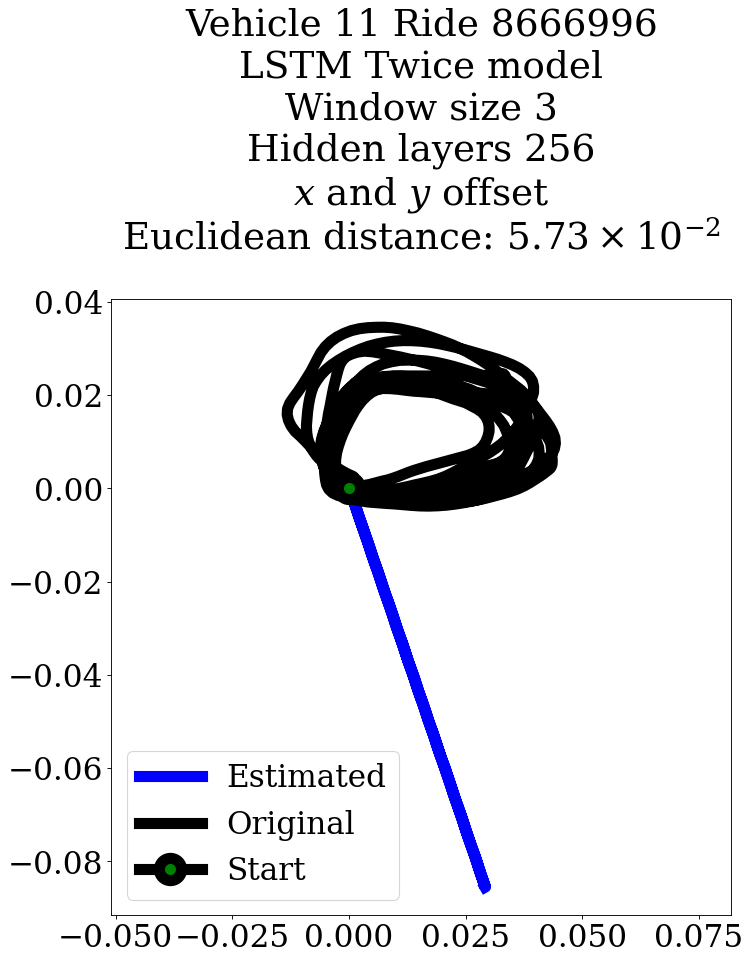 Vehicle 11 Ride 8666996
LSTM Twice model
Window size 3
Hidden layers 256
x and y offset
Euclidean distance: 5.73 × 10⁻²
0.04
0.02
0.00
−0.02
−0.04
−0.06
−0.08
Estimated
Original
Start
−0.050 −0.025 0.000 0.025 0.050 0.075